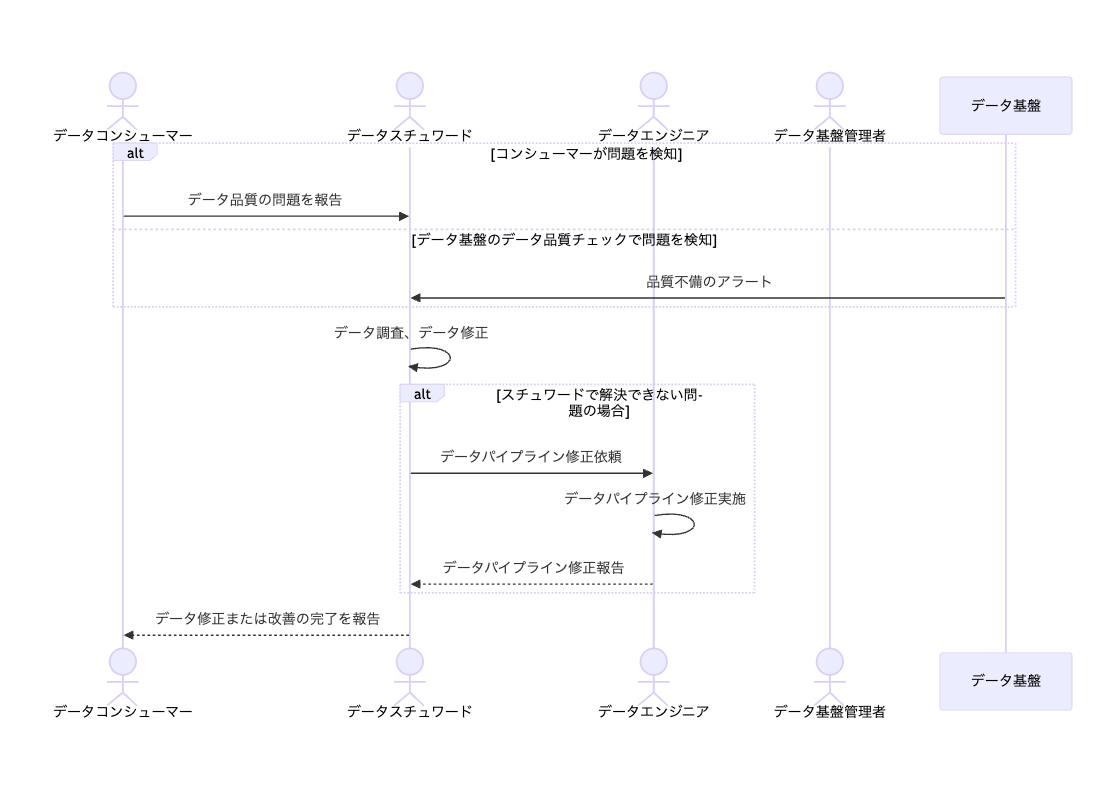 データコンシューマー
データスチュワード
データエンジニア
データ基盤管理者
データ基盤
alt
[コンシューマーが問題を検知]
データ品質の問題を報告
[データ基盤のデータ品質チェックで問題を検知]
品質不備のアラート
データ調査、データ修正
alt
[スチュワードで解決できない問-
題の場合]
データパイプライン修正依頼
データパイプライン修正実施
データパイプライン修正報告
データ修正または改善の完了を報告
データコンシューマー
データスチュワード
データエンジニア
データ基盤管理者
データ基盤